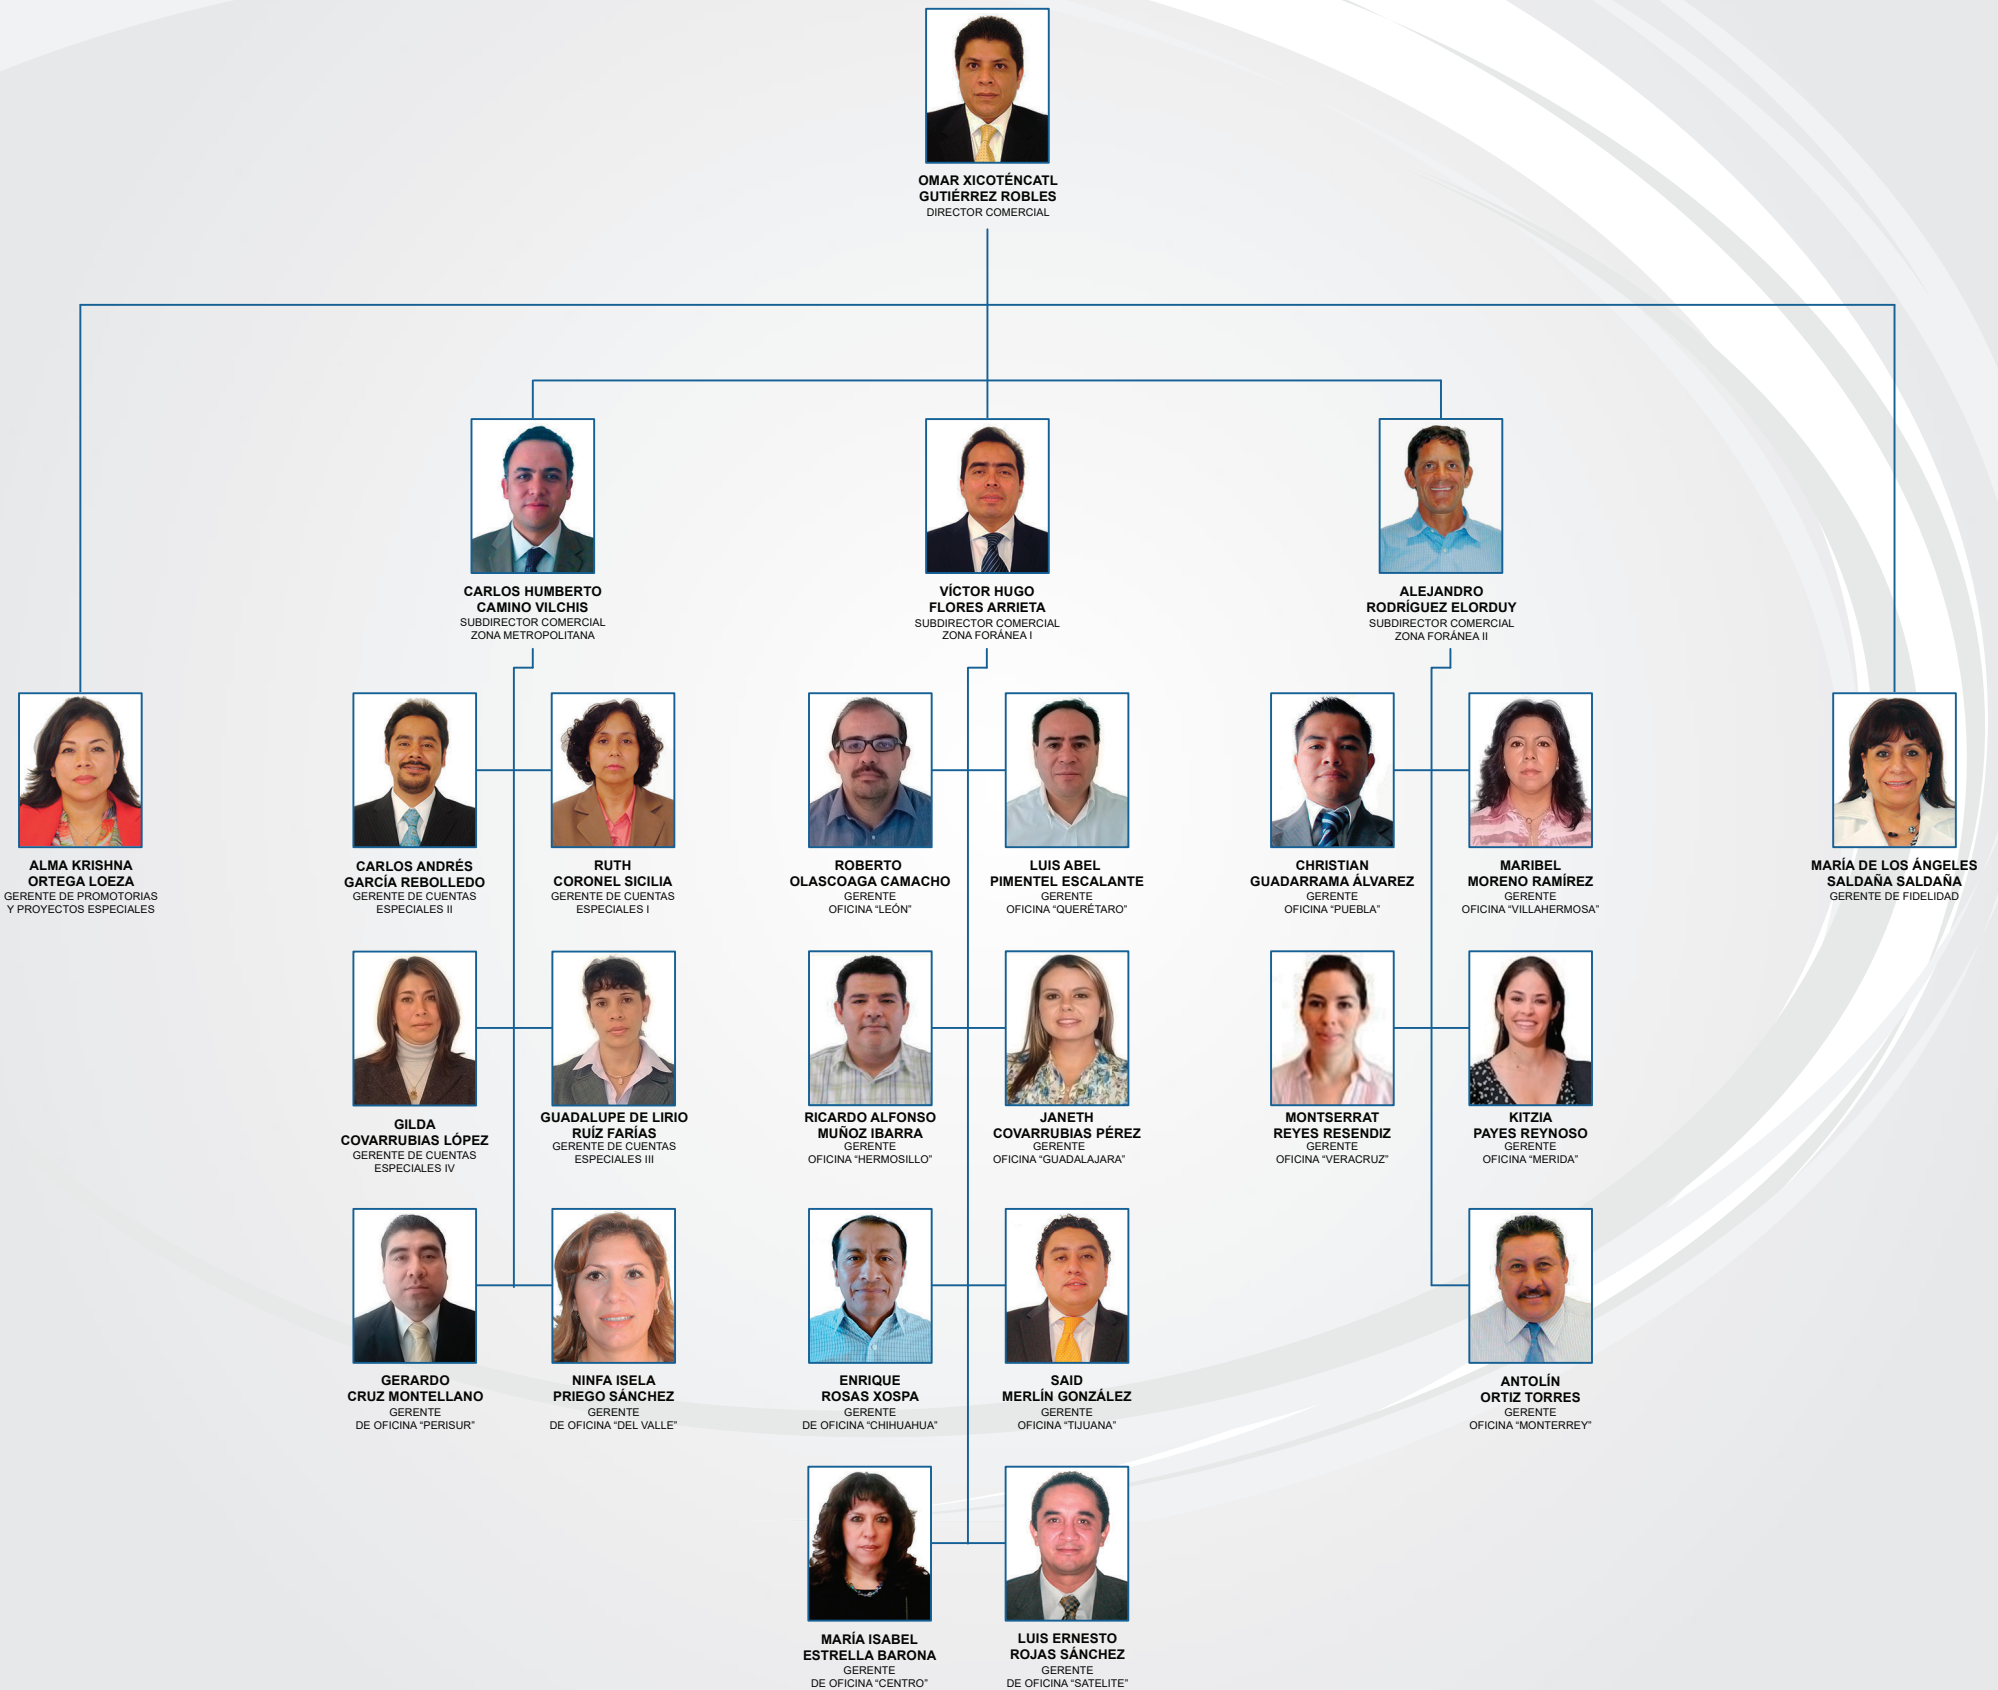 OMAR XICOTÉNCATL
GUTIÉRREZ ROBLES
DIRECTOR COMERCIAL
CARLOS HUMBERTO
CAMINO VILCHIS
SUBDIRECTOR COMERCIAL
ZONA METROPOLITANA
VÍCTOR HUGO
FLORES ARRIETA
SUBDIRECTOR COMERCIAL
ZONA FORÁNEA I
ALEJANDRO
RODRÍGUEZ ELORDUY
SUBDIRECTOR COMERCIAL
ZONA FORÁNEA II
ALMA KRISHNA
ORTEGA LOEZA
GERENTE DE PROMOTORIAS
Y PROYECTOS ESPECIALES
CARLOS ANDRÉS
GARCÍA REBOLLEDO
GERENTE DE CUENTAS
ESPECIALES II
RUTH
CORONEL SICILIA
GERENTE DE CUENTAS
ESPECIALES I
ROBERTO
OLASCOAGA CAMACHO
GERENTE
OFICINA “LEÓN”
LUIS ABEL
PIMENTEL ESCALANTE
GERENTE
OFICINA “QUERÉTARO”
CHRISTIAN
GUADARRAMA ÁLVAREZ
GERENTE
OFICINA “PUEBLA”
MARIBEL
MORENO RAMÍREZ
GERENTE
OFICINA “VILLAHERMOSA”
MARÍA DE LOS ÁNGELES
SALDAÑA SALDAÑA
GERENTE DE FIDELIDAD
GILDA
COVARRUBIAS LÓPEZ
GERENTE DE CUENTAS
ESPECIALES IV
GUADALUPE DE LIRIO
RUÍZ FARÍAS
GERENTE DE CUENTAS
ESPECIALES III
RICARDO ALFONSO
MUÑOZ IBARRA
GERENTE
OFICINA “HERMOSILLO”
JANETH
COVARRUBIAS PÉREZ
GERENTE
OFICINA “GUADALAJARA”
MONTSERRAT
REYES RESENDIZ
GERENTE
OFICINA “VERACRUZ”
KITZIA
PAYES REYNOSO
GERENTE
OFICINA “MERIDA”
GERARDO
CRUZ MONTELLANO
GERENTE
DE OFICINA “PERISUR”
NINFA ISELA
PRIEGO SÁNCHEZ
GERENTE
DE OFICINA “DEL VALLE”
ENRIQUE
ROSAS XOSPA
GERENTE
DE OFICINA “CHIHUAHUA”
SAID
MERLÍN GONZÁLEZ
GERENTE
OFICINA “TIJUANA”
ANTOLÍN
ORTIZ TORRES
GERENTE
OFICINA “MONTERREY”
MARÍA ISABEL
ESTRELLA BARONA
GERENTE
DE OFICINA “CENTRO”
LUIS ERNESTO
ROJAS SÁNCHEZ
GERENTE
DE OFICINA “SATELITE”